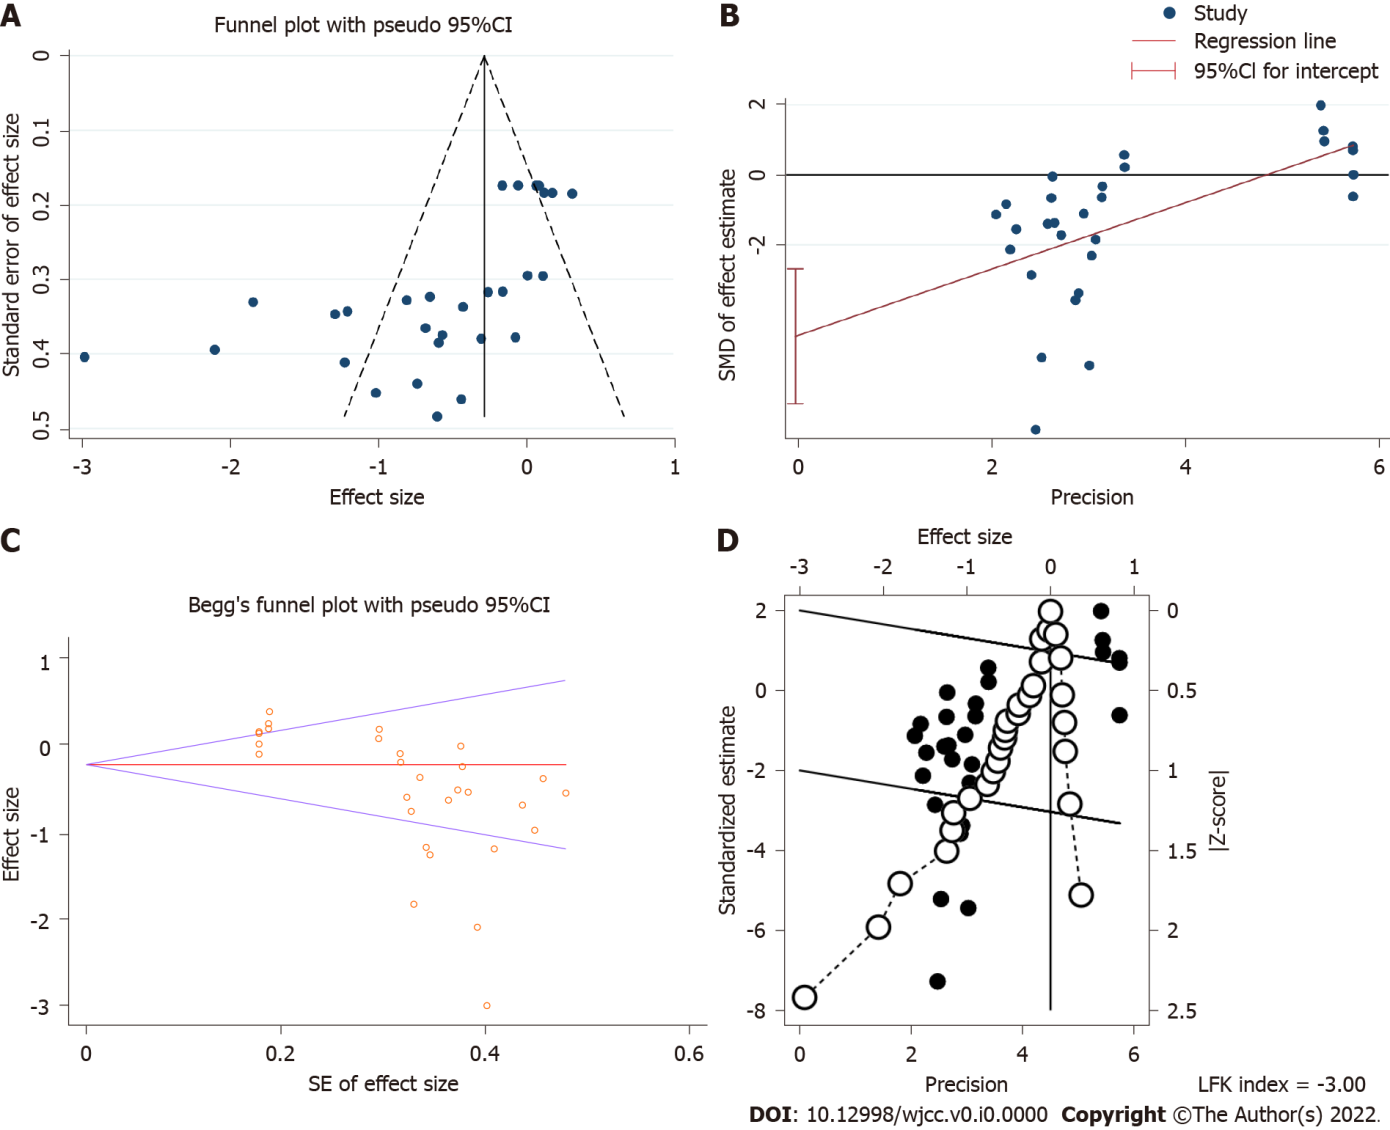 A
Funnel plot with pseudo 95%CI
0
0.1
0.2
0.3
0.4
0.5
Standard error of effect size
-3 -2 -1 0 1
Effect size
B
Study
Regression line
95%CI for intercept
2
0
-2
SMD of effect estimate
0 2 4 6
Precision
C
Begg's funnel plot with pseudo 95%CI
1
0
-1
-2
-3
Effect size
0 0.2 0.4 0.6
SE of effect size
D
Effect size
-3 -2 -1 0 1
2
0
-2
-4
-6
-8
Standardized estimate
0
0.5
1
1.5
2
2.5
|Z-score|
0 2 4 6
Precision
LFK index = -3.00
DOI: 10.12998/wjcc.v0.i0.0000 Copyright ©The Author(s) 2022.